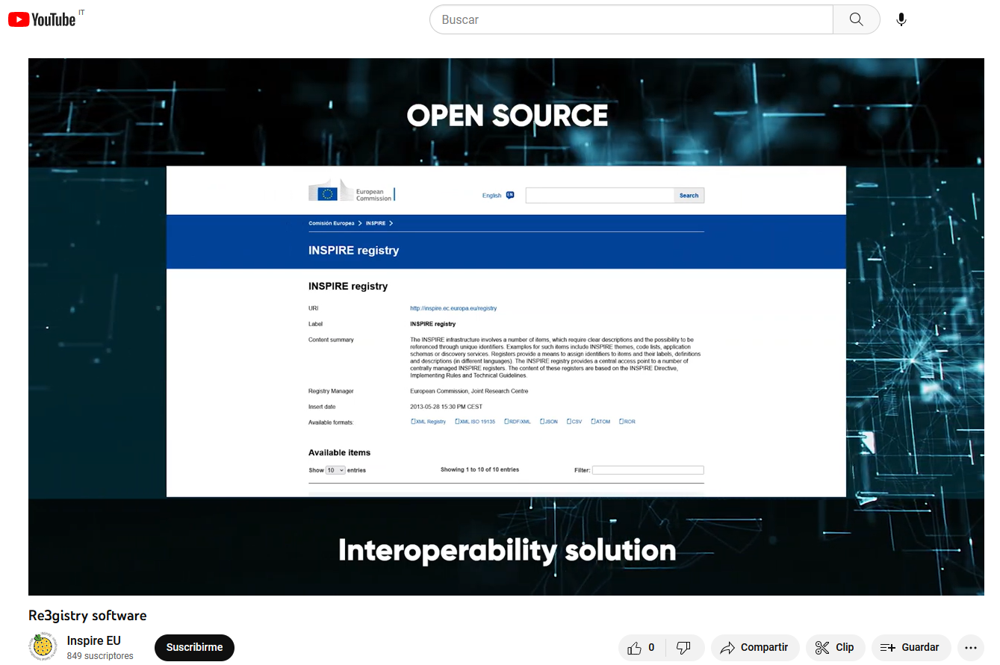 YouTube IT
Buscar
OPEN SOURCE
European
Commission
English EN
Search
Comisión Europea > INSPIRE >
INSPIRE registry
INSPIRE registry
URI http://inspire.ec.europa.eu/registry
Label INSPIRE registry
Content summary The INSPIRE infrastructure involves a number of items, which require clear descriptions and the possibility to be
referenced through unique identifiers. Examples for such items include INSPIRE themes, code lists, application
schemas or discovery services. Registers provide a means to assign identifiers to items and their labels, definitions
and descriptions (in different languages). The INSPIRE registry provides a central access point to a number of
centrally managed INSPIRE registers. The content of these registers are based on the INSPIRE Directive,
Implementing Rules and Technical Guidelines.
Registry Manager European Commission, Joint Research Centre
Insert date 2013-05-28 15:30 PM CEST
Available formats: XML Registry XML ISO 19135 RDF/XML JSON CSV ATOM ROR
Available items
Show 10 entries Showing 1 to 10 of 10 entries Filter:
Interoperability solution
Re3gistry software
Inspire EU
849 suscriptores
Suscribirme
0 Compartir Clip Guardar